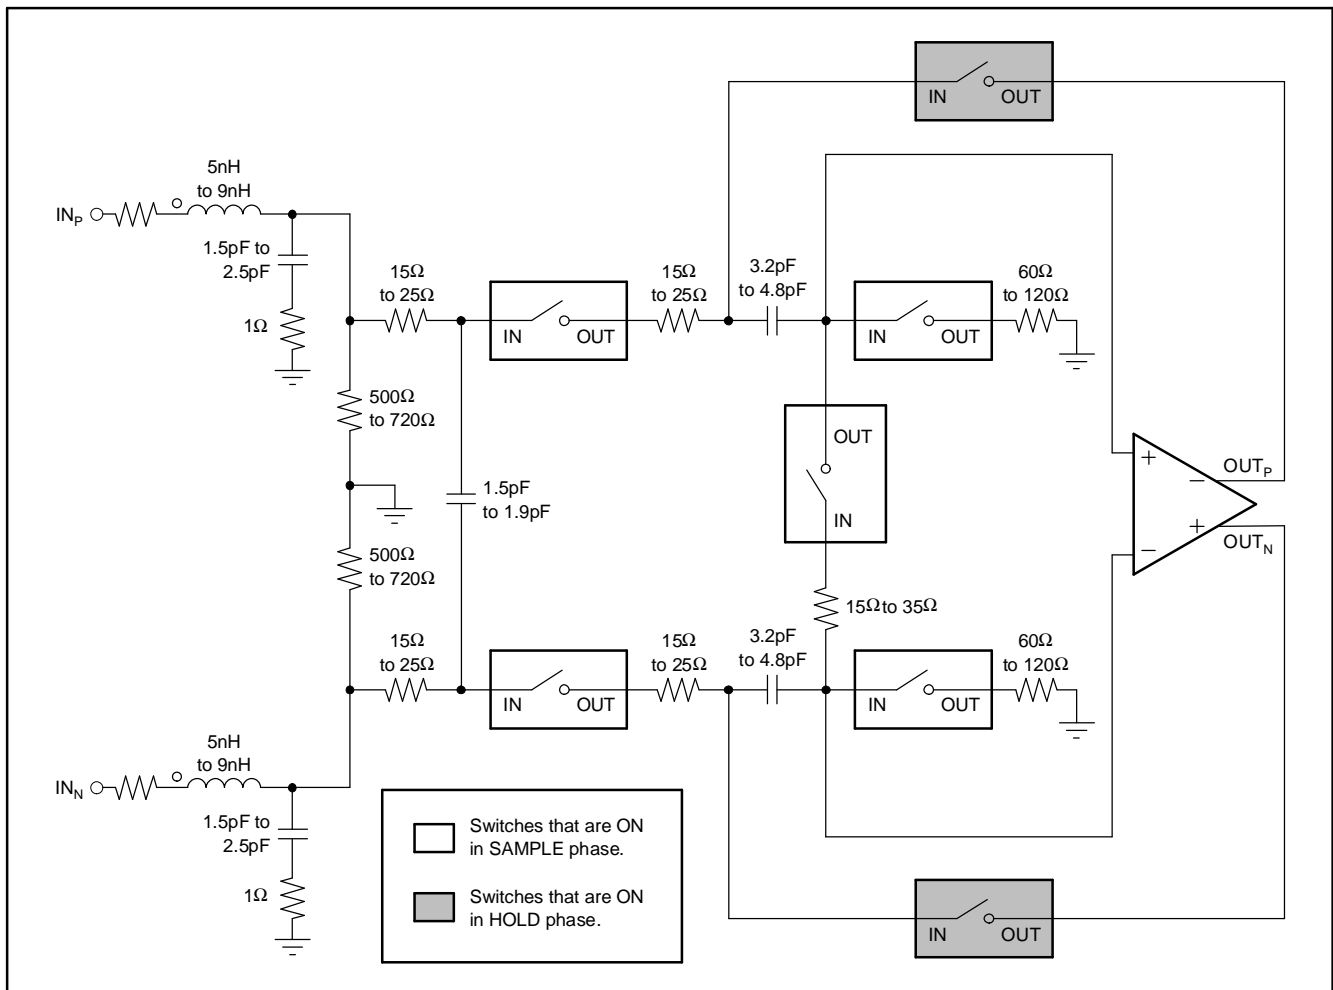 IN OUT
5nH
to 9nH
INP
1.5pF to
2.5pF
1Ω
15Ω
to 25Ω
IN OUT
15Ω
to 25Ω
3.2pF
to 4.8pF
IN OUT
60Ω
to 120Ω
500Ω
to 720Ω
OUT
IN
1.5pF
to 1.9pF
+
−
OUTP
+
−
OUTN
500Ω
to 720Ω
15Ω to 35Ω
15Ω
to 25Ω
IN OUT
15Ω
to 25Ω
3.2pF
to 4.8pF
IN OUT
60Ω
to 120Ω
5nH
to 9nH
INN
1.5pF to
2.5pF
1Ω
Switches that are ON
in SAMPLE phase.
Switches that are ON
in HOLD phase.
IN OUT